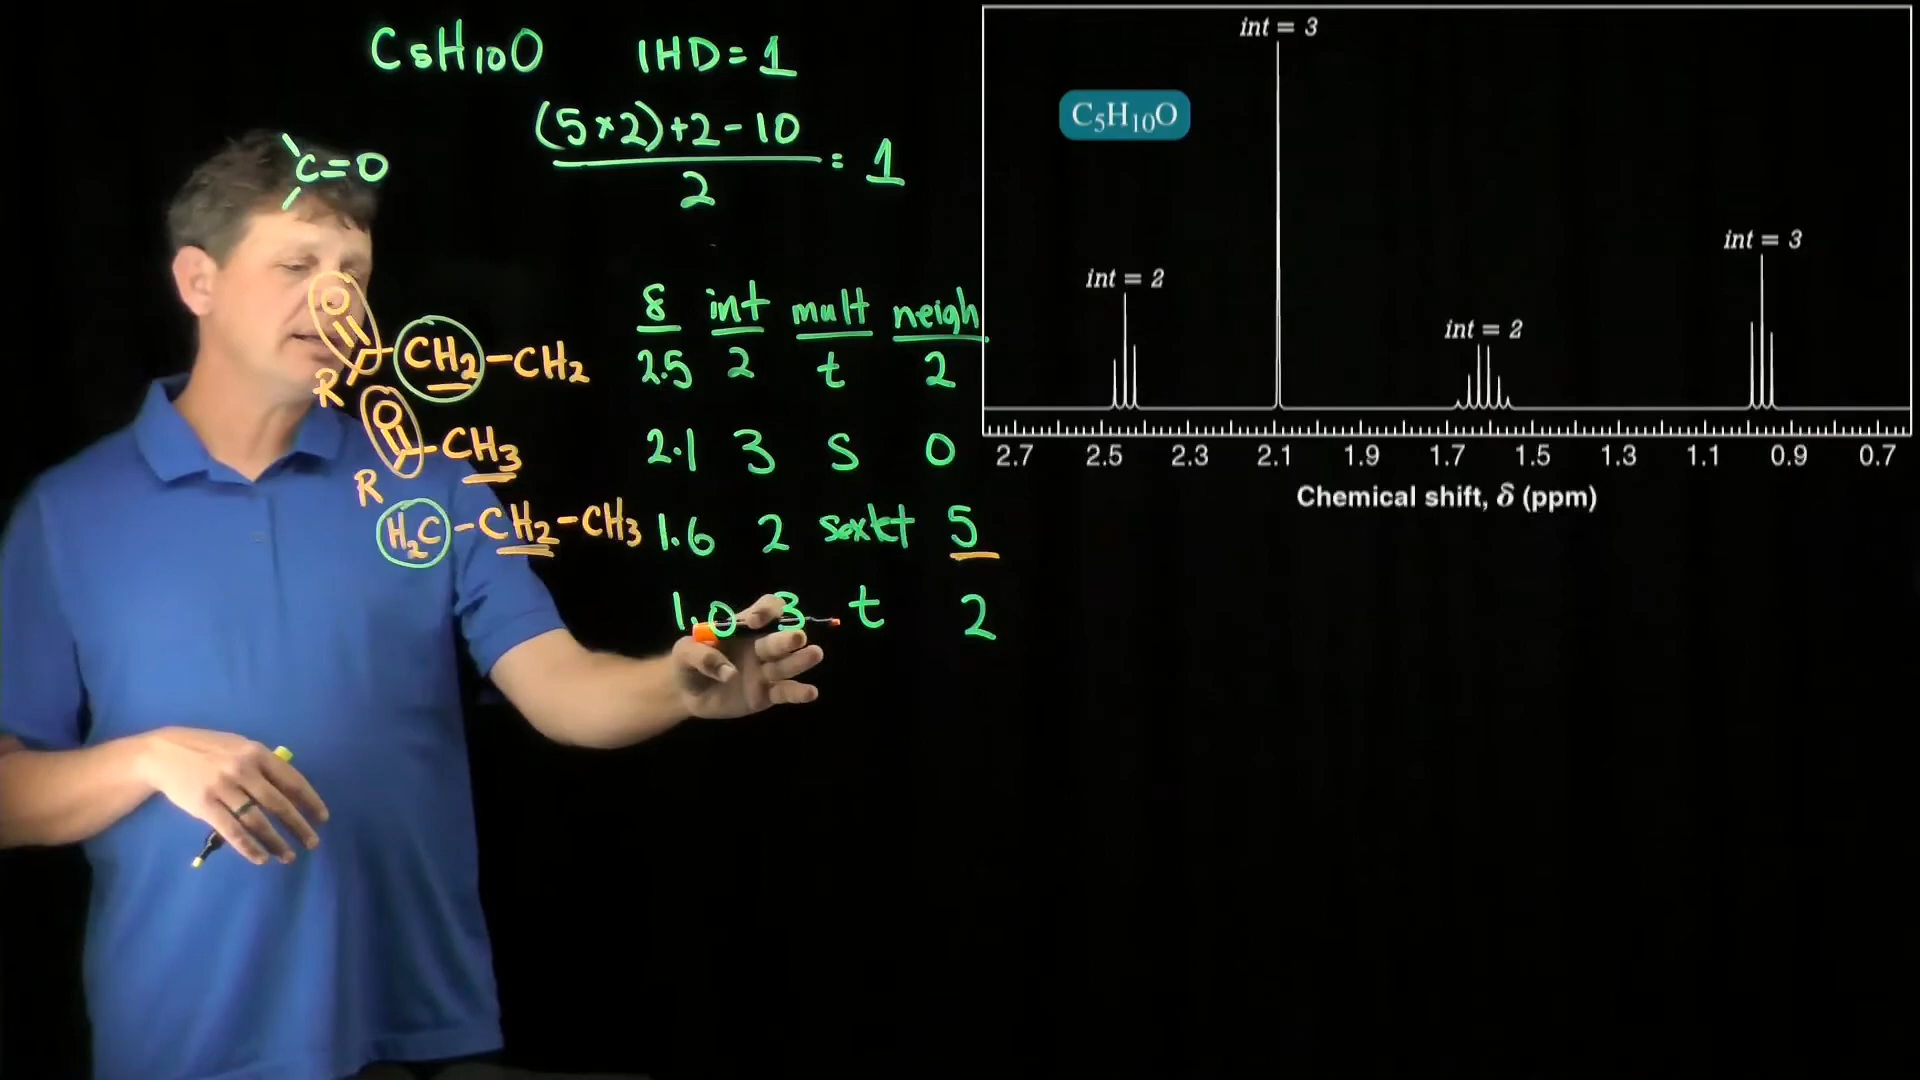 C5H10O IHD=1
(5×2)+2-10
2
= 1
C=O
δ int mult neigh
O
R
CH2-CH2 2.5 2 t 2
O
R
CH3 2.1 3 S 0
H2C-CH2-CH3 1.6 2 sextet 5
1.0 3 t 2
C5H10O
int = 2
int = 3
int = 2
int = 3
2.7 2.5 2.3 2.1 1.9 1.7 1.5 1.3 1.1 0.9 0.7
Chemical shift, δ (ppm)